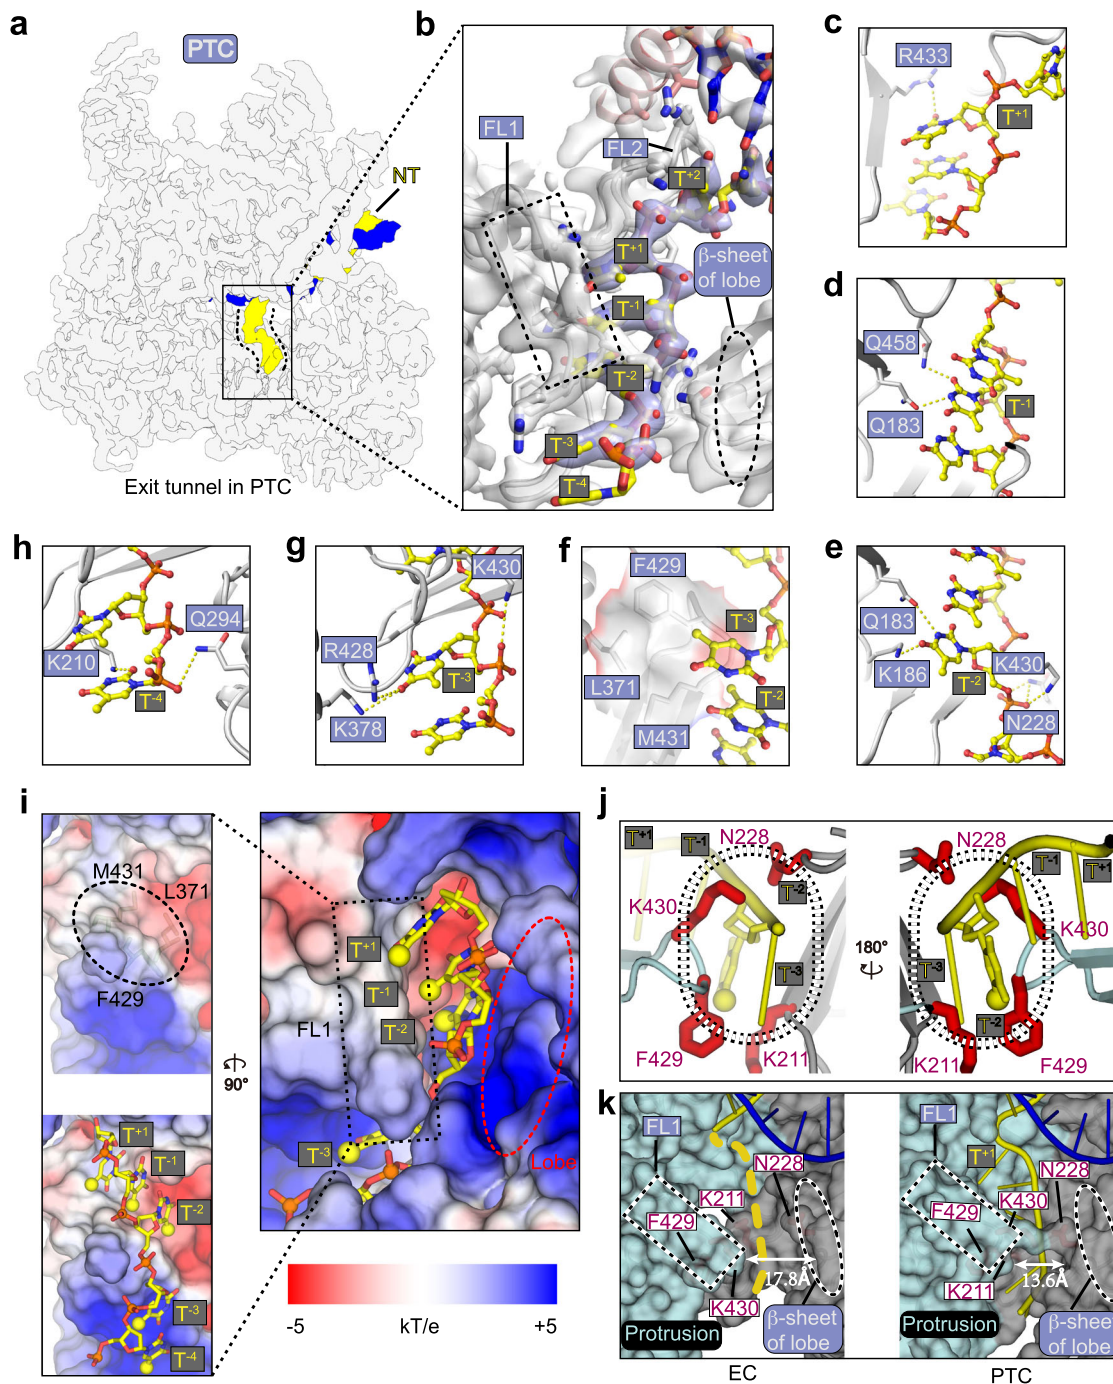 a
PTC
NT
Exit tunnel in PTC
b
FL1
FL2
T+2
T+1
β-sheet
of lobe
T-1
T-2
T-3
T-4
c
R433
T+1
d
Q458
Q183
T-1
h
K210
Q294
T-4
g
K430
R428
T-3
K378
f
F429
T-3
L371
T-2
M431
e
Q183
K186
T-2
K430
N228
i
M431
L371
F429
T+1
T-1
T-2
T-3
T-4
90°
T+1
T-1
T-2
FL1
T-3
Lobe
-5
kT/e
+5
j
T+1
T-1
N228
T-2
K430
T-3
F429
K211
180°
N228
T-1
T+1
K430
T-3
T-2
K211
F429
k
FL1
N228
K211
F429
17.8Å
K430
Protrusion
β-sheet
of lobe
EC
FL1
T+1
N228
K430
F429
K211
13.6Å
Protrusion
β-sheet
of lobe
PTC